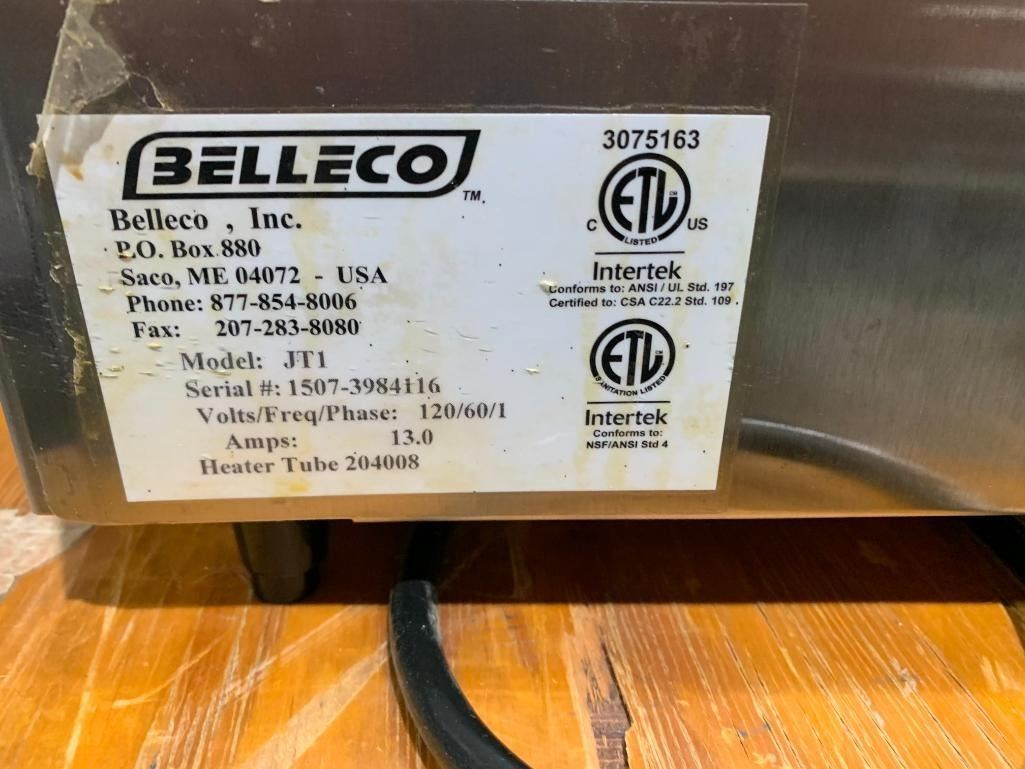 BELLECO
TM.
Belleco , Inc.
P.O. Box 880
Saco, ME 04072 - USA
Phone: 877-854-8006
Fax: 207-283-8080
Model: JT1
Serial #: 1507-3984116
Volts/Freq/Phase: 120/60/1
Amps: 13.0
Heater Tube 204008
3075163
ETL CM
C US
LISTED
Intertek
Conforms to: ANSI / UL Std. 197
Certified to: CSA C22.2 Std. 109 .
ETL CM
SANITATION LISTED
Intertek
Conforms to:
NSF/ANSI Std 4